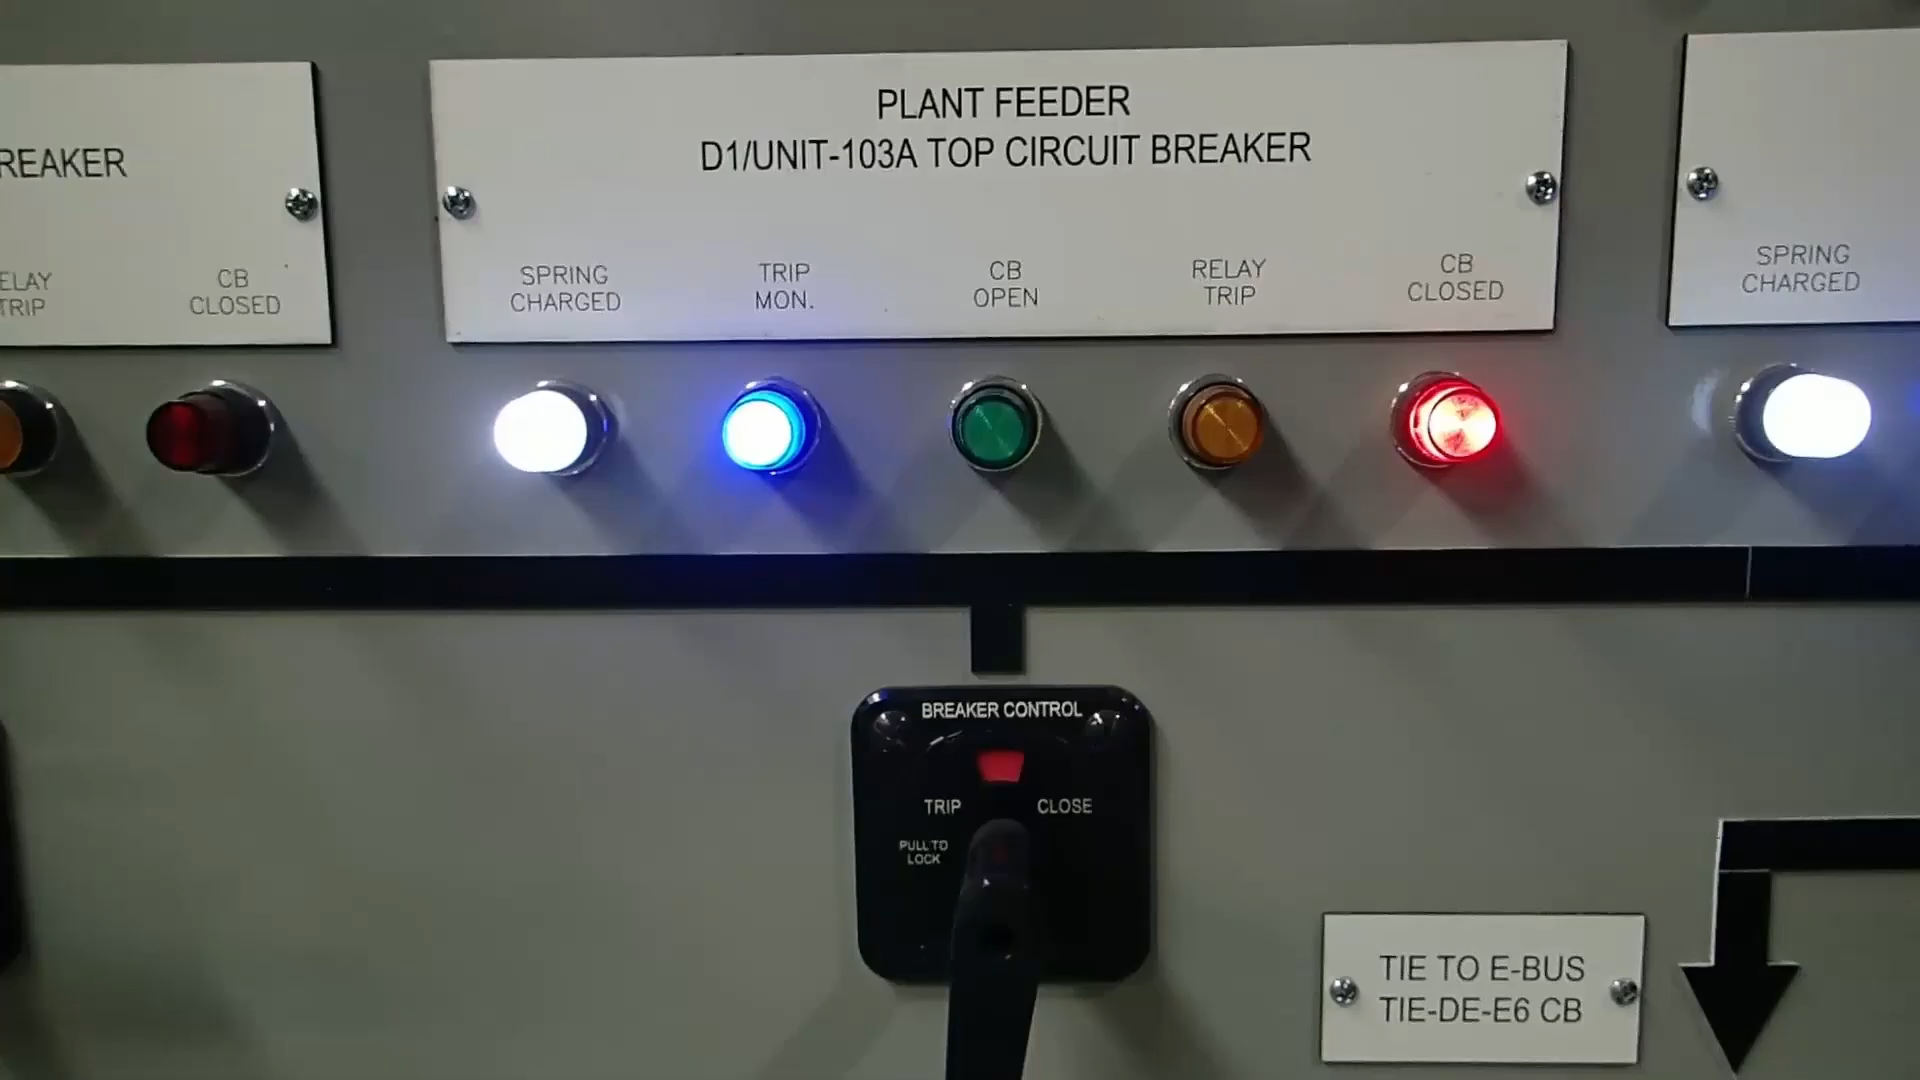 PLANT FEEDER
D1/UNIT-103A TOP CIRCUIT BREAKER
SPRING
CHARGED
TRIP
MON.
CB
OPEN
RELAY
TRIP
CB
CLOSED
REAKER
ELAY
TRIP
CB
CLOSED
SPRING
CHARGED
BREAKER CONTROL
TRIP
CLOSE
PULL TO
LOCK
TIE TO E-BUS
TIE-DE-E6 CB